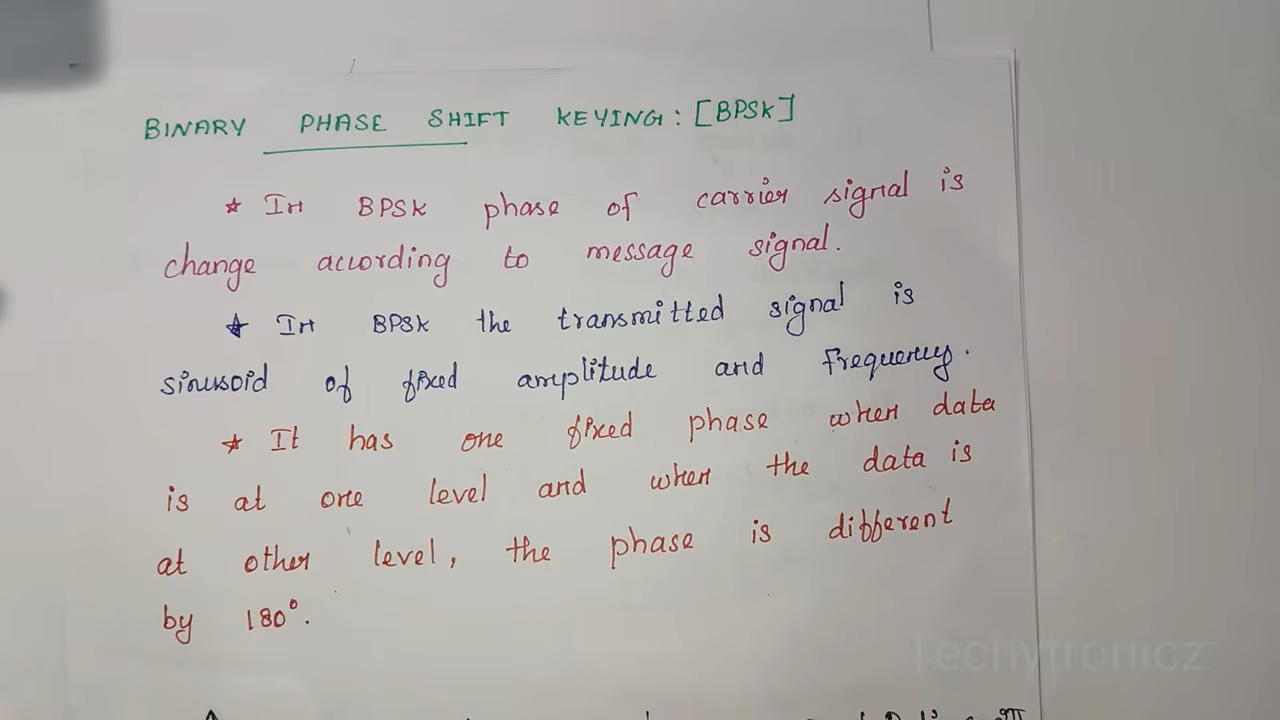 BINARY PHASE SHIFT KEYING: [BPSK]
★ In BPSK phase of carrier signal is
change according to message signal.
★ In BPSK the transmitted signal is
sinusoid of fixed amplitude and frequency.
★ It has one fixed phase when data
is at one level and when the data is
at other level, the phase is different
by 180°.
Techytronicz